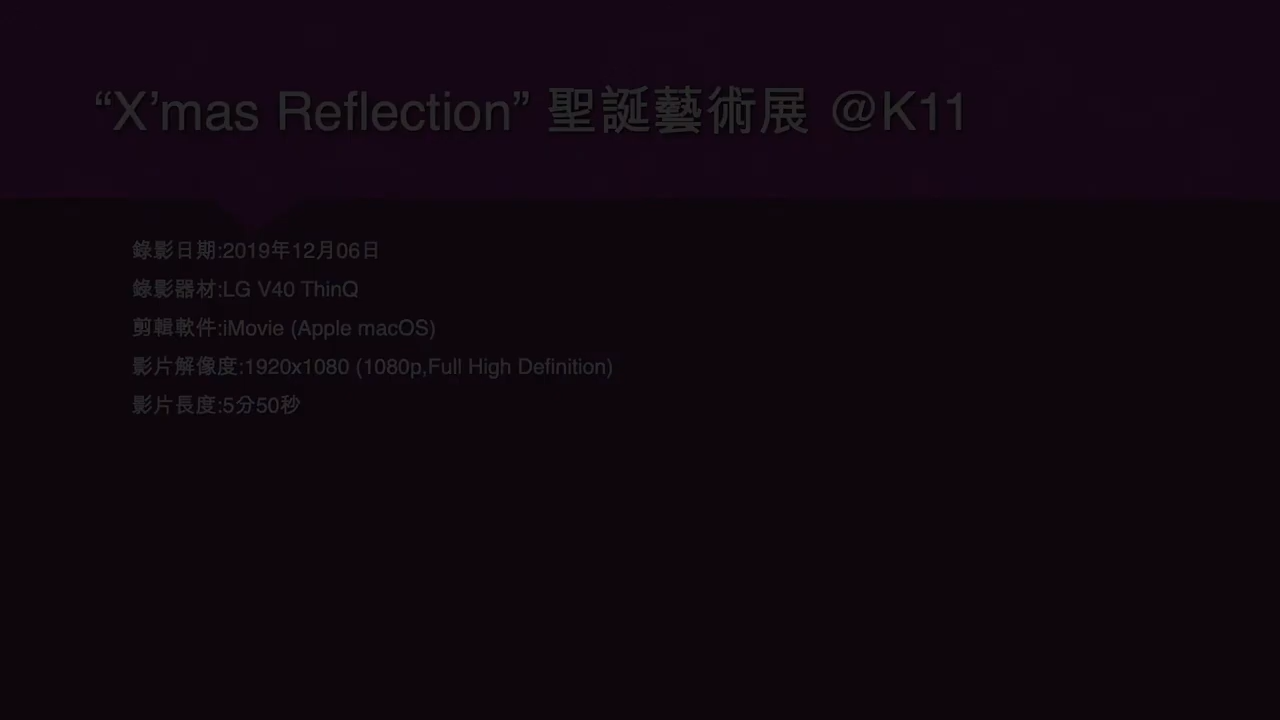 “X’mas Reflection” 聖誕藝術展 @K11
錄影日期:2019年12月06日
錄影器材:LG V40 ThinQ
剪輯軟件:iMovie (Apple macOS)
影片解像度:1920x1080 (1080p,Full High Definition)
影片長度:5分50秒